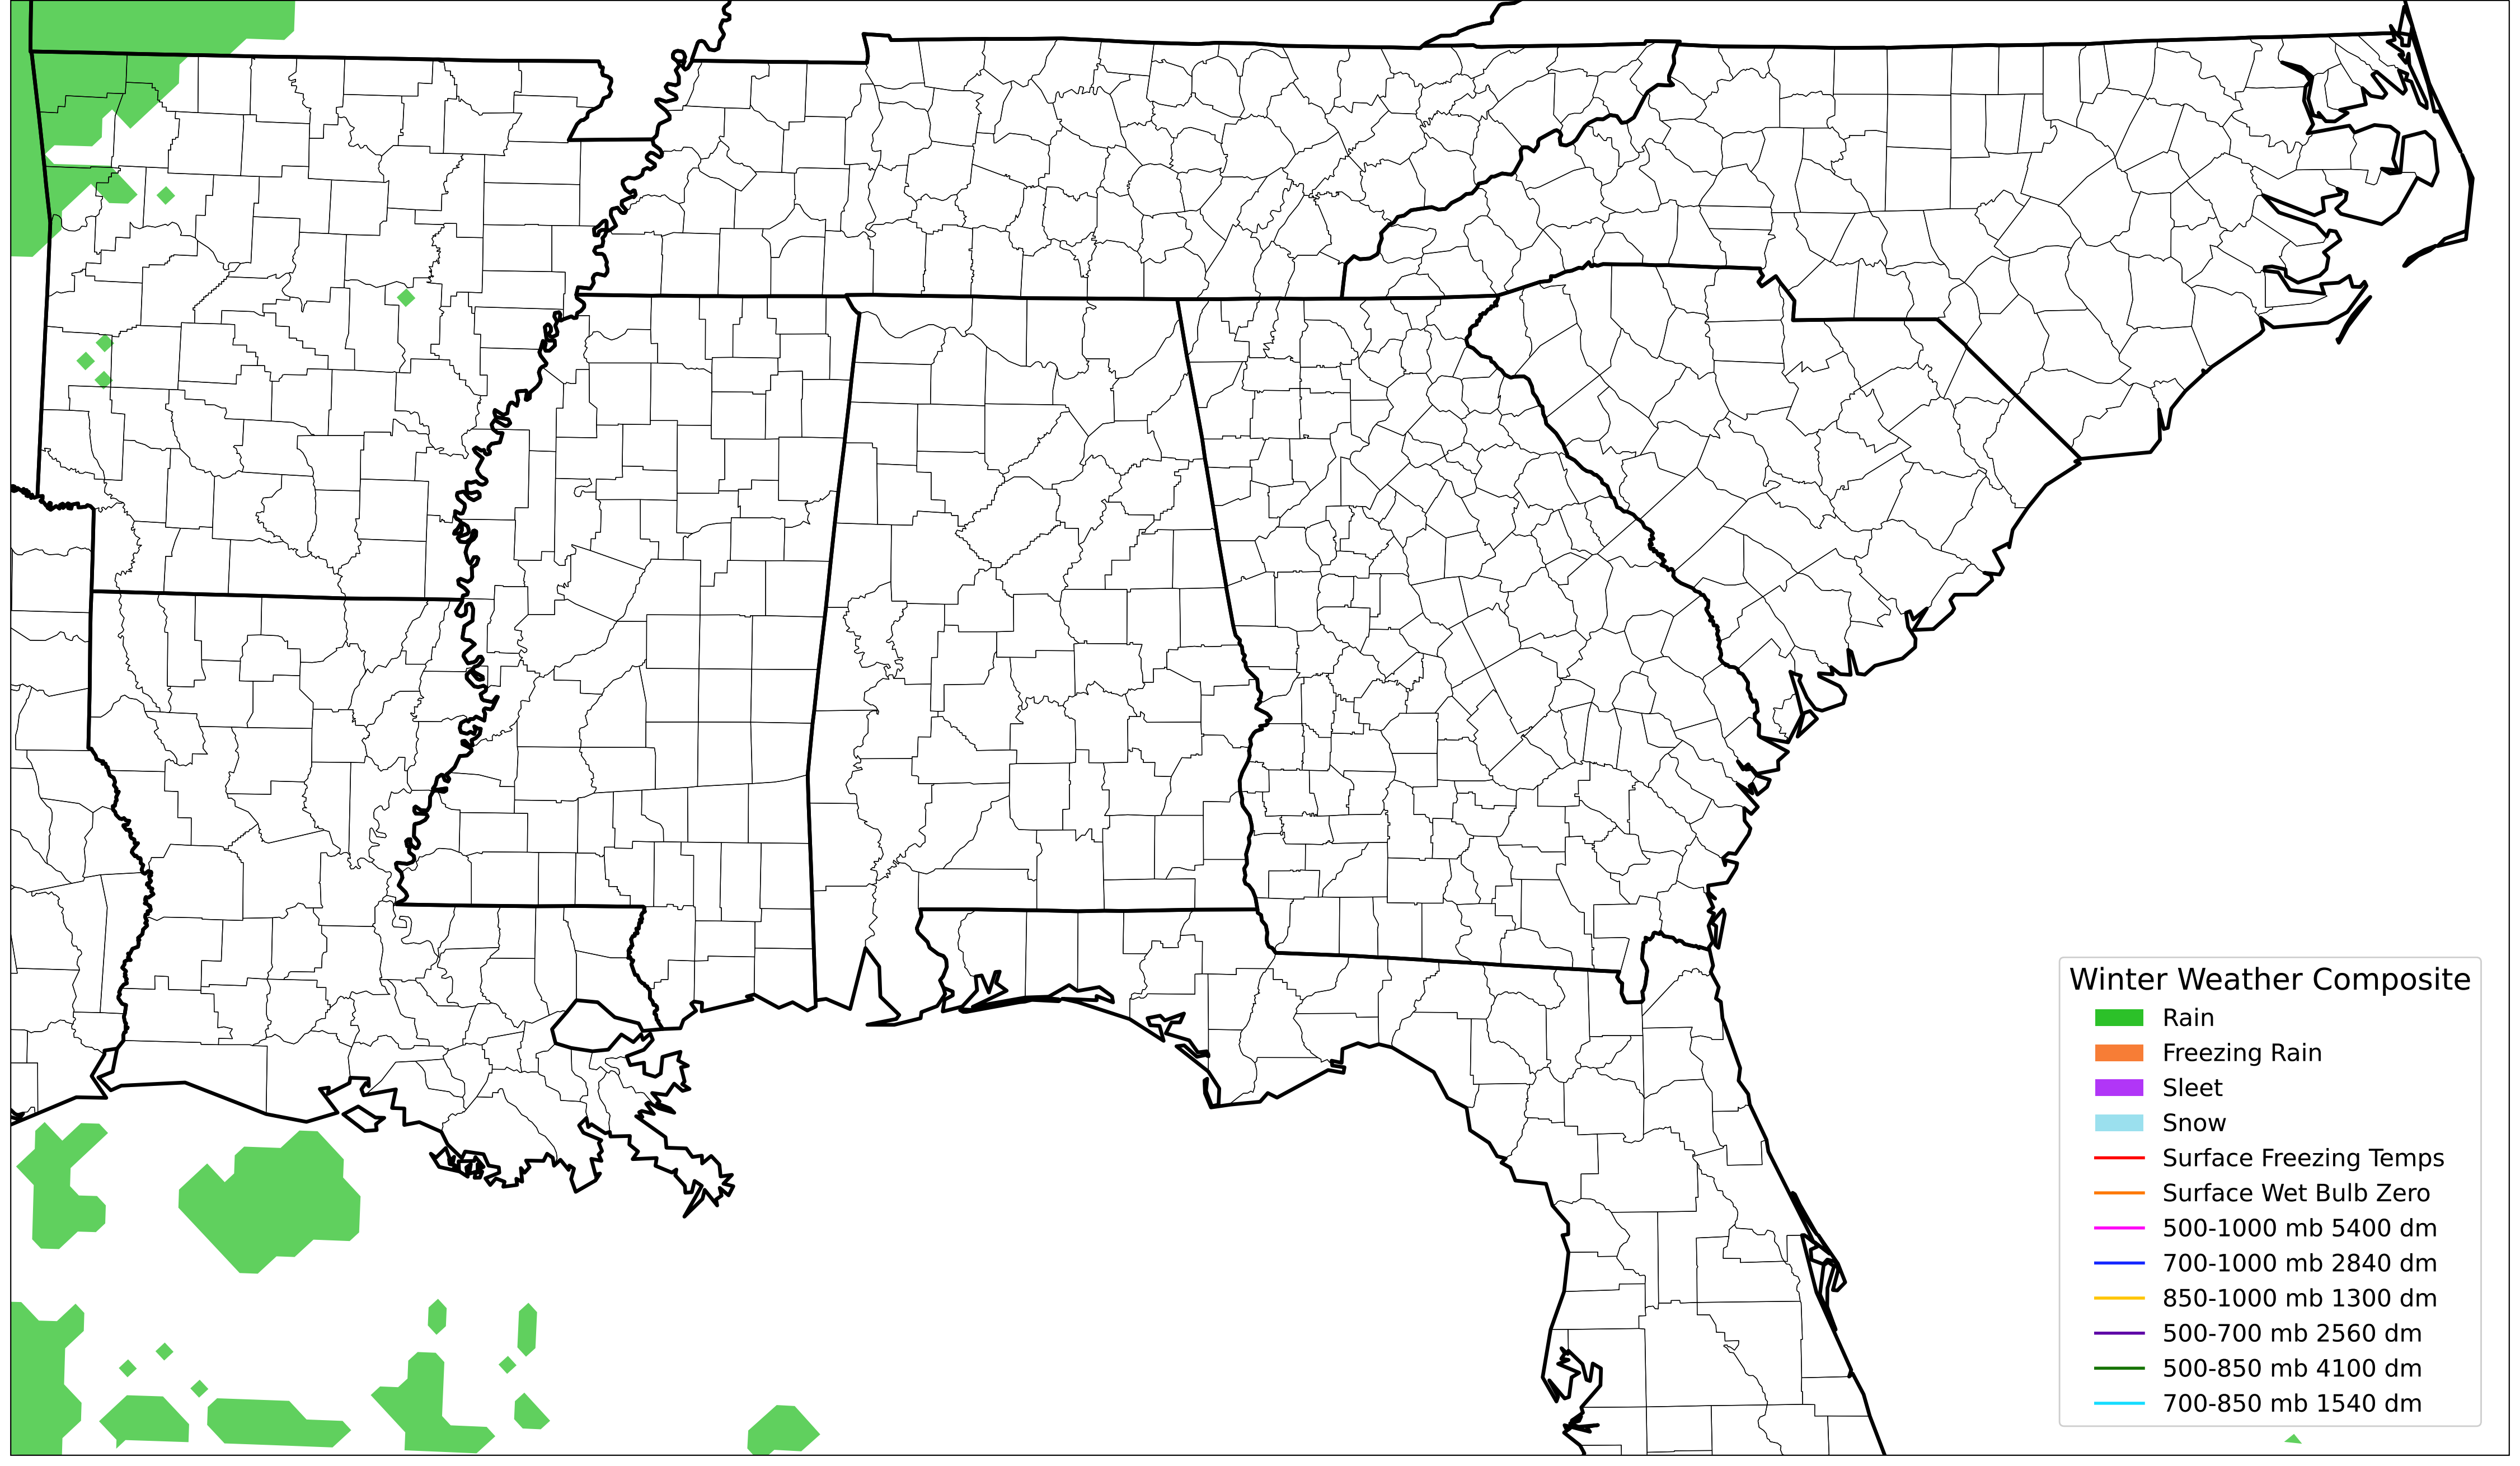 Winter Weather Composite
Rain
Freezing Rain
Sleet
Snow
Surface Freezing Temps
Surface Wet Bulb Zero
500-1000 mb 5400 dm
700-1000 mb 2840 dm
850-1000 mb 1300 dm
500-700 mb 2560 dm
500-850 mb 4100 dm
700-850 mb 1540 dm